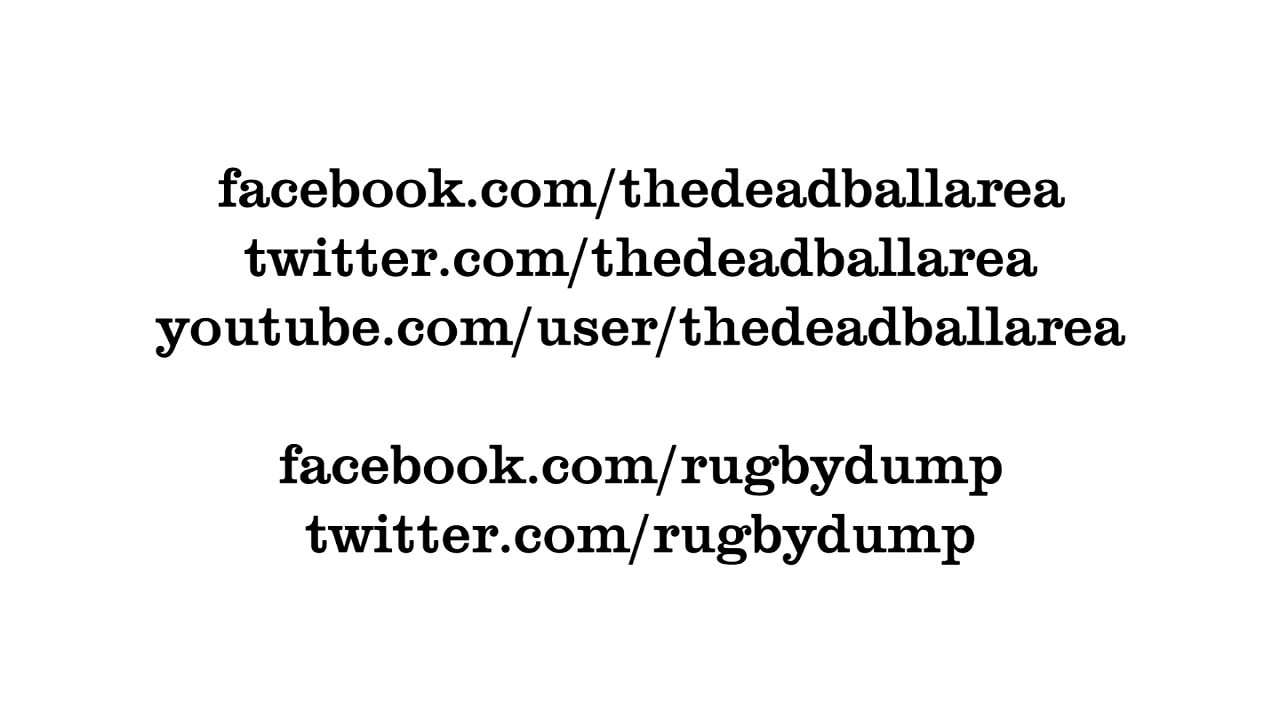 facebook.com/thedeadballarea
twitter.com/thedeadballarea
youtube.com/user/thedeadballarea
facebook.com/rugbydump
twitter.com/rugbydump